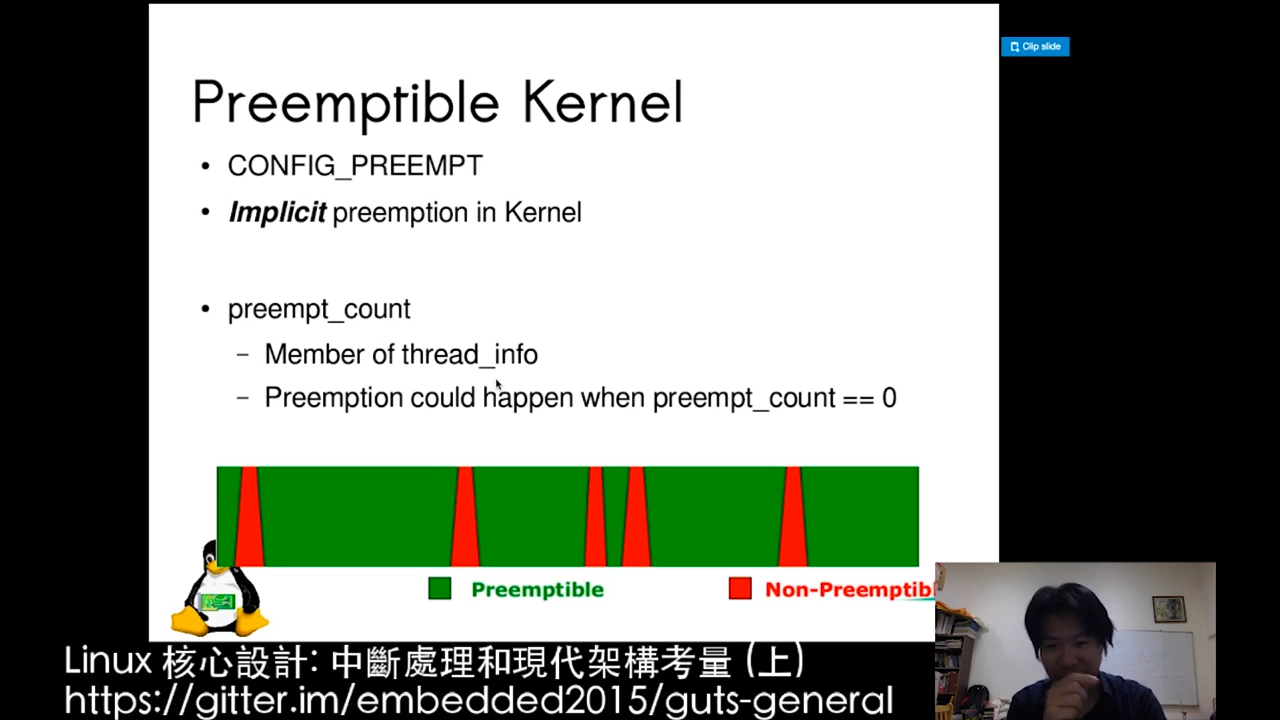 Clip slide
Preemptible Kernel
• CONFIG_PREEMPT
• Implicit preemption in Kernel
• preempt_count
– Member of thread_info
– Preemption could happen when preempt_count == 0
Preemptible
Non-Preemptibl
Linux 核心設計: 中斷處理和現代架構考量 (上)
https://gitter.im/embedded2015/guts-general